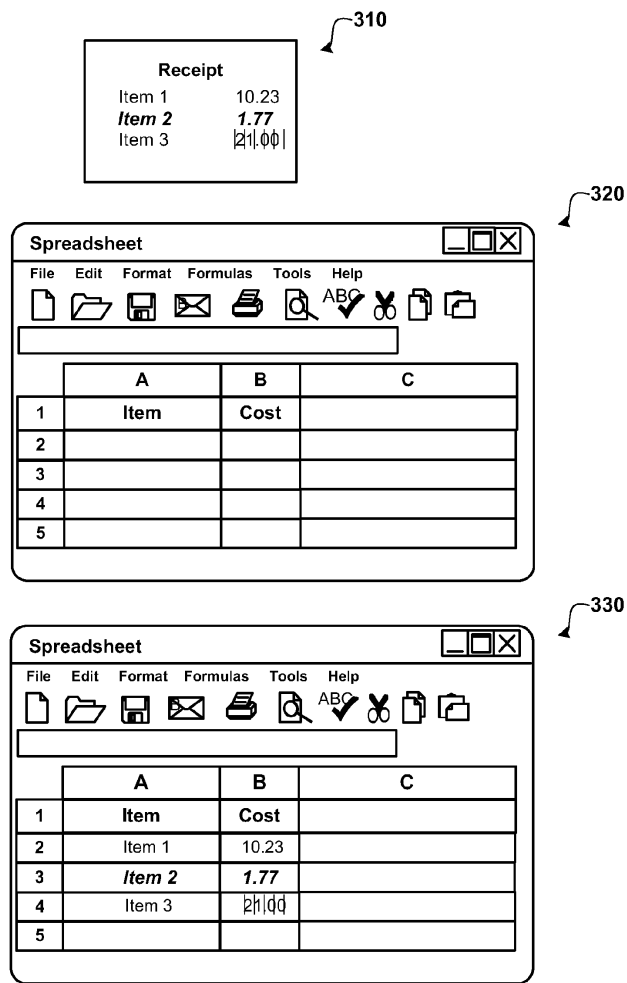 310
Receipt
Item 1 10.23
Item 2 1.77
Item 3 21.00
320
Spreadsheet
File Edit Format Formulas Tools Help
ABC
A B C
1 Item Cost
2
3
4
5
330
Spreadsheet
File Edit Format Formulas Tools Help
ABC
A B C
1 Item Cost
2 Item 1 10.23
3 Item 2 1.77
4 Item 3 21.00
5